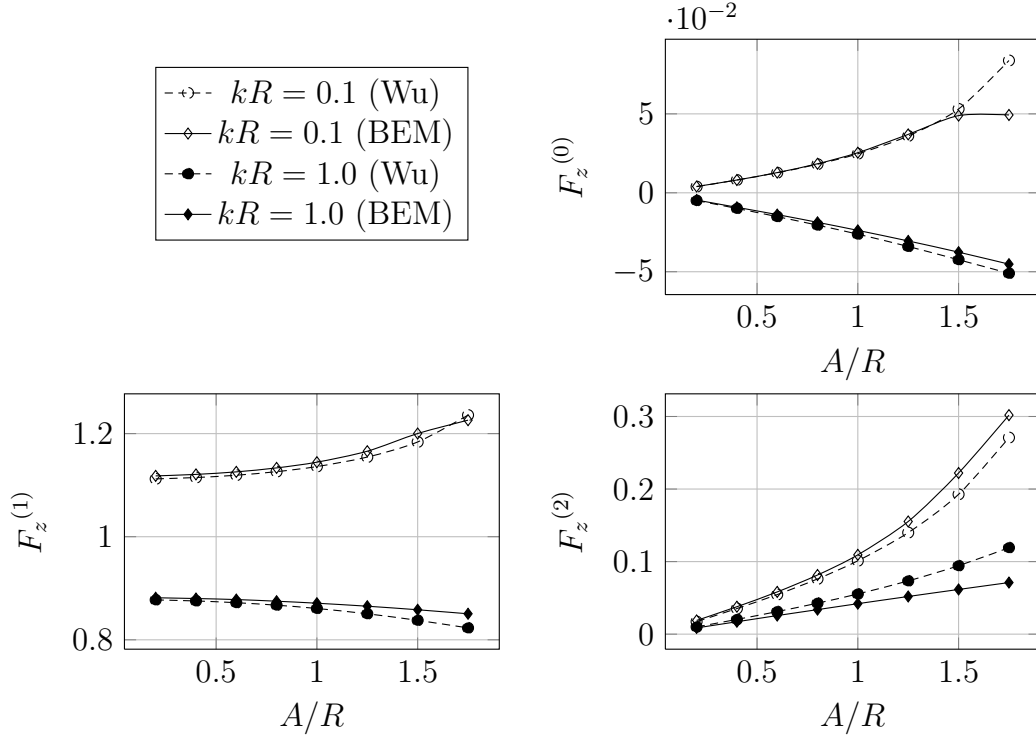 kR = 0.1 (Wu)
kR = 0.1 (BEM)
kR = 1.0 (Wu)
kR = 1.0 (BEM)
·10⁻²
5
0
−5
F_z^{(0)}
0.5 1 1.5
A/R
1.2
1
0.8
F_z^{(1)}
0.5 1 1.5
A/R
0.3
0.2
0.1
0
F_z^{(2)}
0.5 1 1.5
A/R